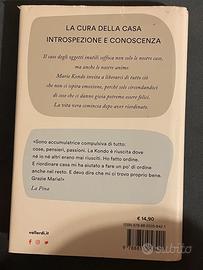 LA CURA DELLA CASA
INTROSPEZIONE E CONOSCENZA
Il caos degli oggetti inutili soffoca non solo le nostre case,
ma anche le nostre anime.
Marie Kondo invita a liberarsi di tutto ciò
che non ci ispira emozione, perché solo circondandoci
di ciò che ci danno gioia potremo essere felici.
La vita vera comincia dopo aver riordinato.
«Sono accumulatrice compulsiva di tutto:
cose, pensieri, passioni. La Kondo è riuscita dove
né io né altri erano mai riusciti. Ho fatto ordine.
E riordinare casa mi ha aiutato a fare un po' di ordine
anche nel resto. E devo dire che mi ci trovo proprio bene.
Grazie Marie!»
La Pina
€ 14,90
vallardi.it
Subito